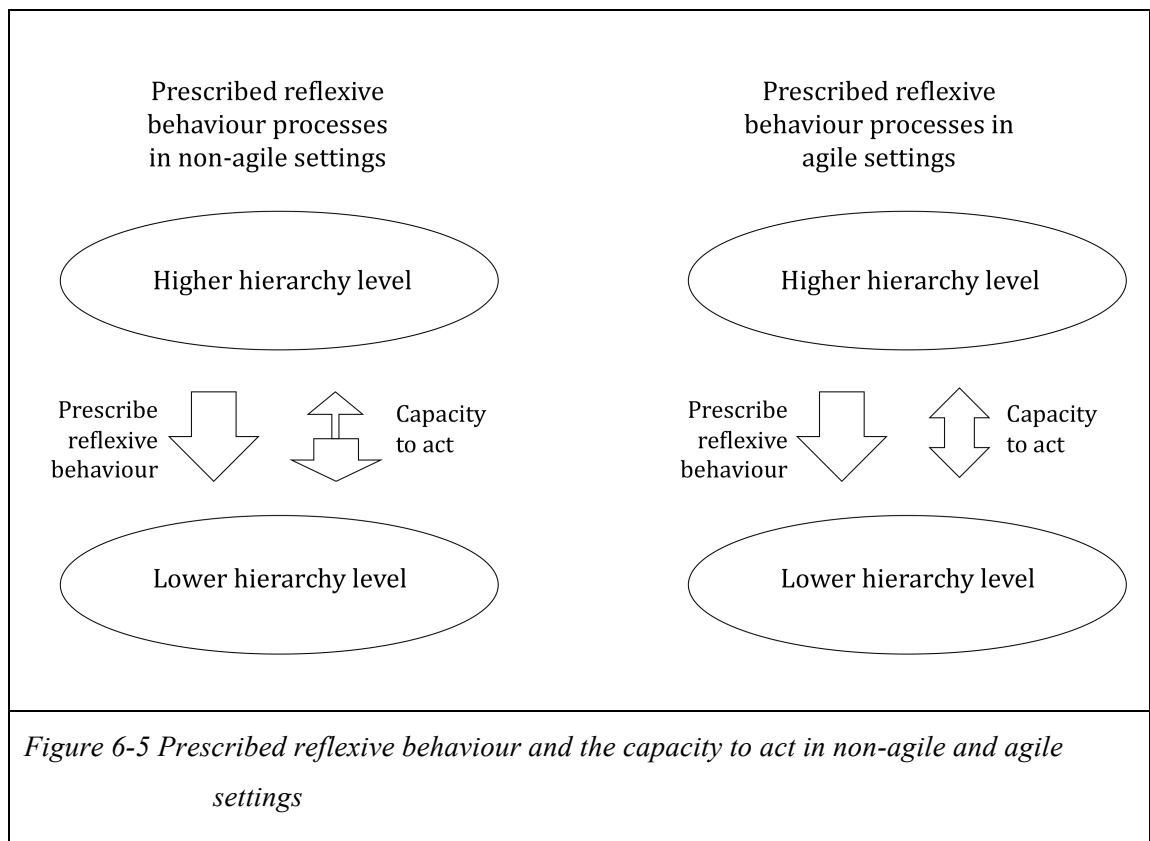 Prescribed reflexive
behaviour processes
in non-agile settings
Higher hierarchy level
Prescribe
reflexive
behaviour
Capacity
to act
Lower hierarchy level
Prescribed reflexive
behaviour processes in
agile settings
Higher hierarchy level
Prescribe
reflexive
behaviour
Capacity
to act
Lower hierarchy level
Figure 6-5 Prescribed reflexive behaviour and the capacity to act in non-agile and agile
settings